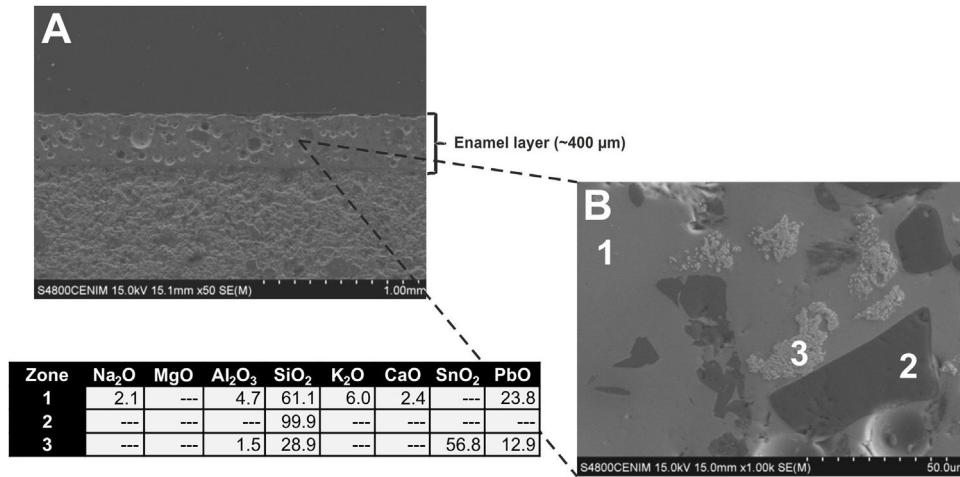 A
Enamel layer (~400 µm)
S4800CENIM 15.0kV 15.1mm x50 SE(M)
1.00mm
B
1
3
2
S4800CENIM 15.0kV 15.0mm x1.00k SE(M)
50.0um
Zone Na₂O MgO Al₂O₃ SiO₂ K₂O CaO SnO₂ PbO
1 2.1 --- 4.7 61.1 6.0 2.4 --- 23.8
2 --- --- --- 99.9 --- --- --- ---
3 --- --- 1.5 28.9 --- --- 56.8 12.9